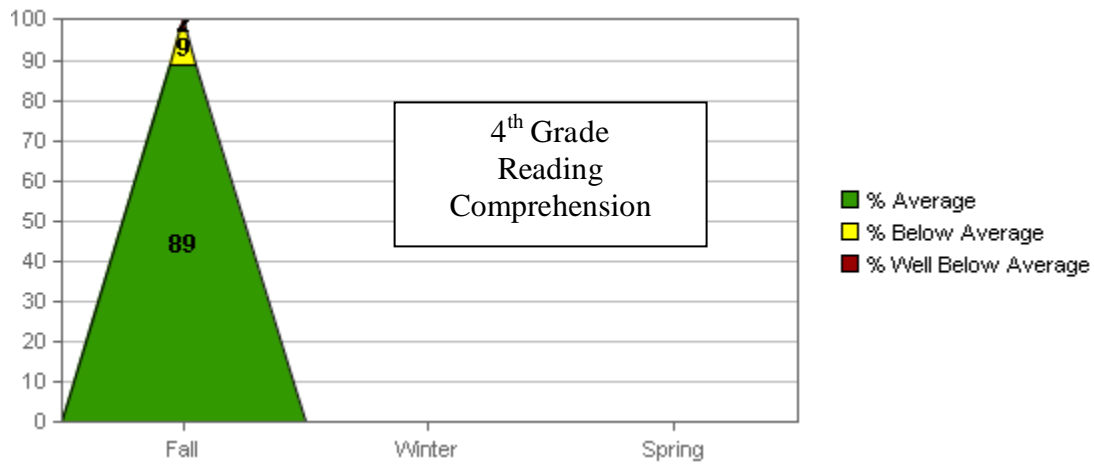 100
90
80
70
60
50
40
30
20
10
0
9
89
4th Grade
Reading
Comprehension
Fall
Winter
Spring
% Average
% Below Average
% Well Below Average